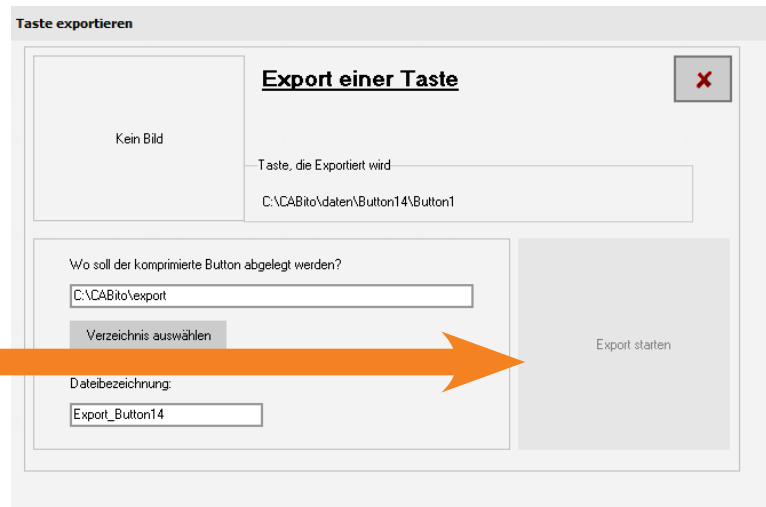 Taste exportieren
Export einer Taste
Kein Bild
Taste, die Exportiert wird
C:\CABito\daten\Button14\Button1
Wo soll der komprimierte Button abgelegt werden?
C:\CABito\export
Verzeichnis auswählen
Export starten
Dateibezeichnung:
Export_Button14